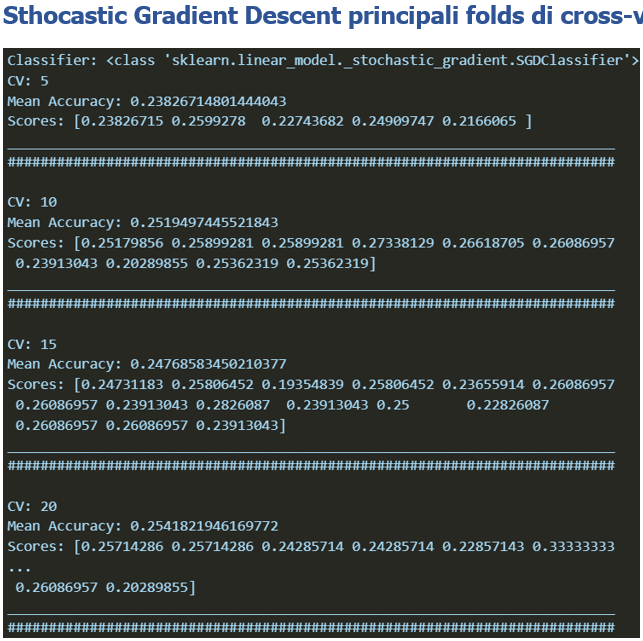 Sthocastic Gradient Descent principali folds di cross-v
Classifier: <class 'sklearn.linear_model._stochastic_gradient.SGDClassifier'>
CV: 5
Mean Accuracy: 0.23826714801444043
Scores: [0.23826715 0.2599278  0.22743682 0.24909747 0.2166065 ]
___________________________________________________________________________
###########################################################################
CV: 10
Mean Accuracy: 0.2519497445521843
Scores: [0.25179856 0.25899281 0.25899281 0.27338129 0.26618705 0.26086957
0.23913043 0.20289855 0.25362319 0.25362319]
___________________________________________________________________________
###########################################################################
CV: 15
Mean Accuracy: 0.24768583450210377
Scores: [0.24731183 0.25806452 0.19354839 0.25806452 0.23655914 0.26086957
0.26086957 0.23913043 0.2826087  0.23913043 0.25       0.22826087
0.26086957 0.26086957 0.23913043]
___________________________________________________________________________
###########################################################################
CV: 20
Mean Accuracy: 0.2541821946169772
Scores: [0.25714286 0.25714286 0.24285714 0.24285714 0.22857143 0.33333333
...
0.26086957 0.20289855]
___________________________________________________________________________
###########################################################################